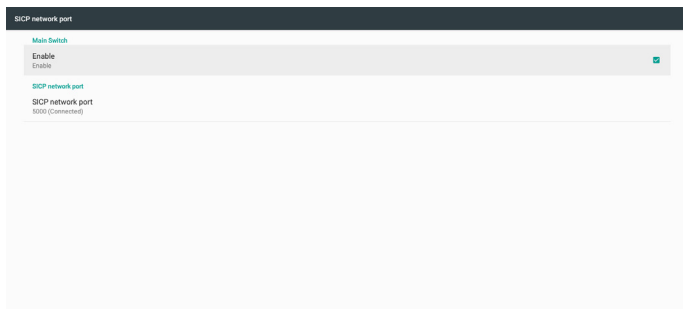 SICP network port
Main Switch
Enable
Enable
SICP network port
SICP network port
5000 (Connected)